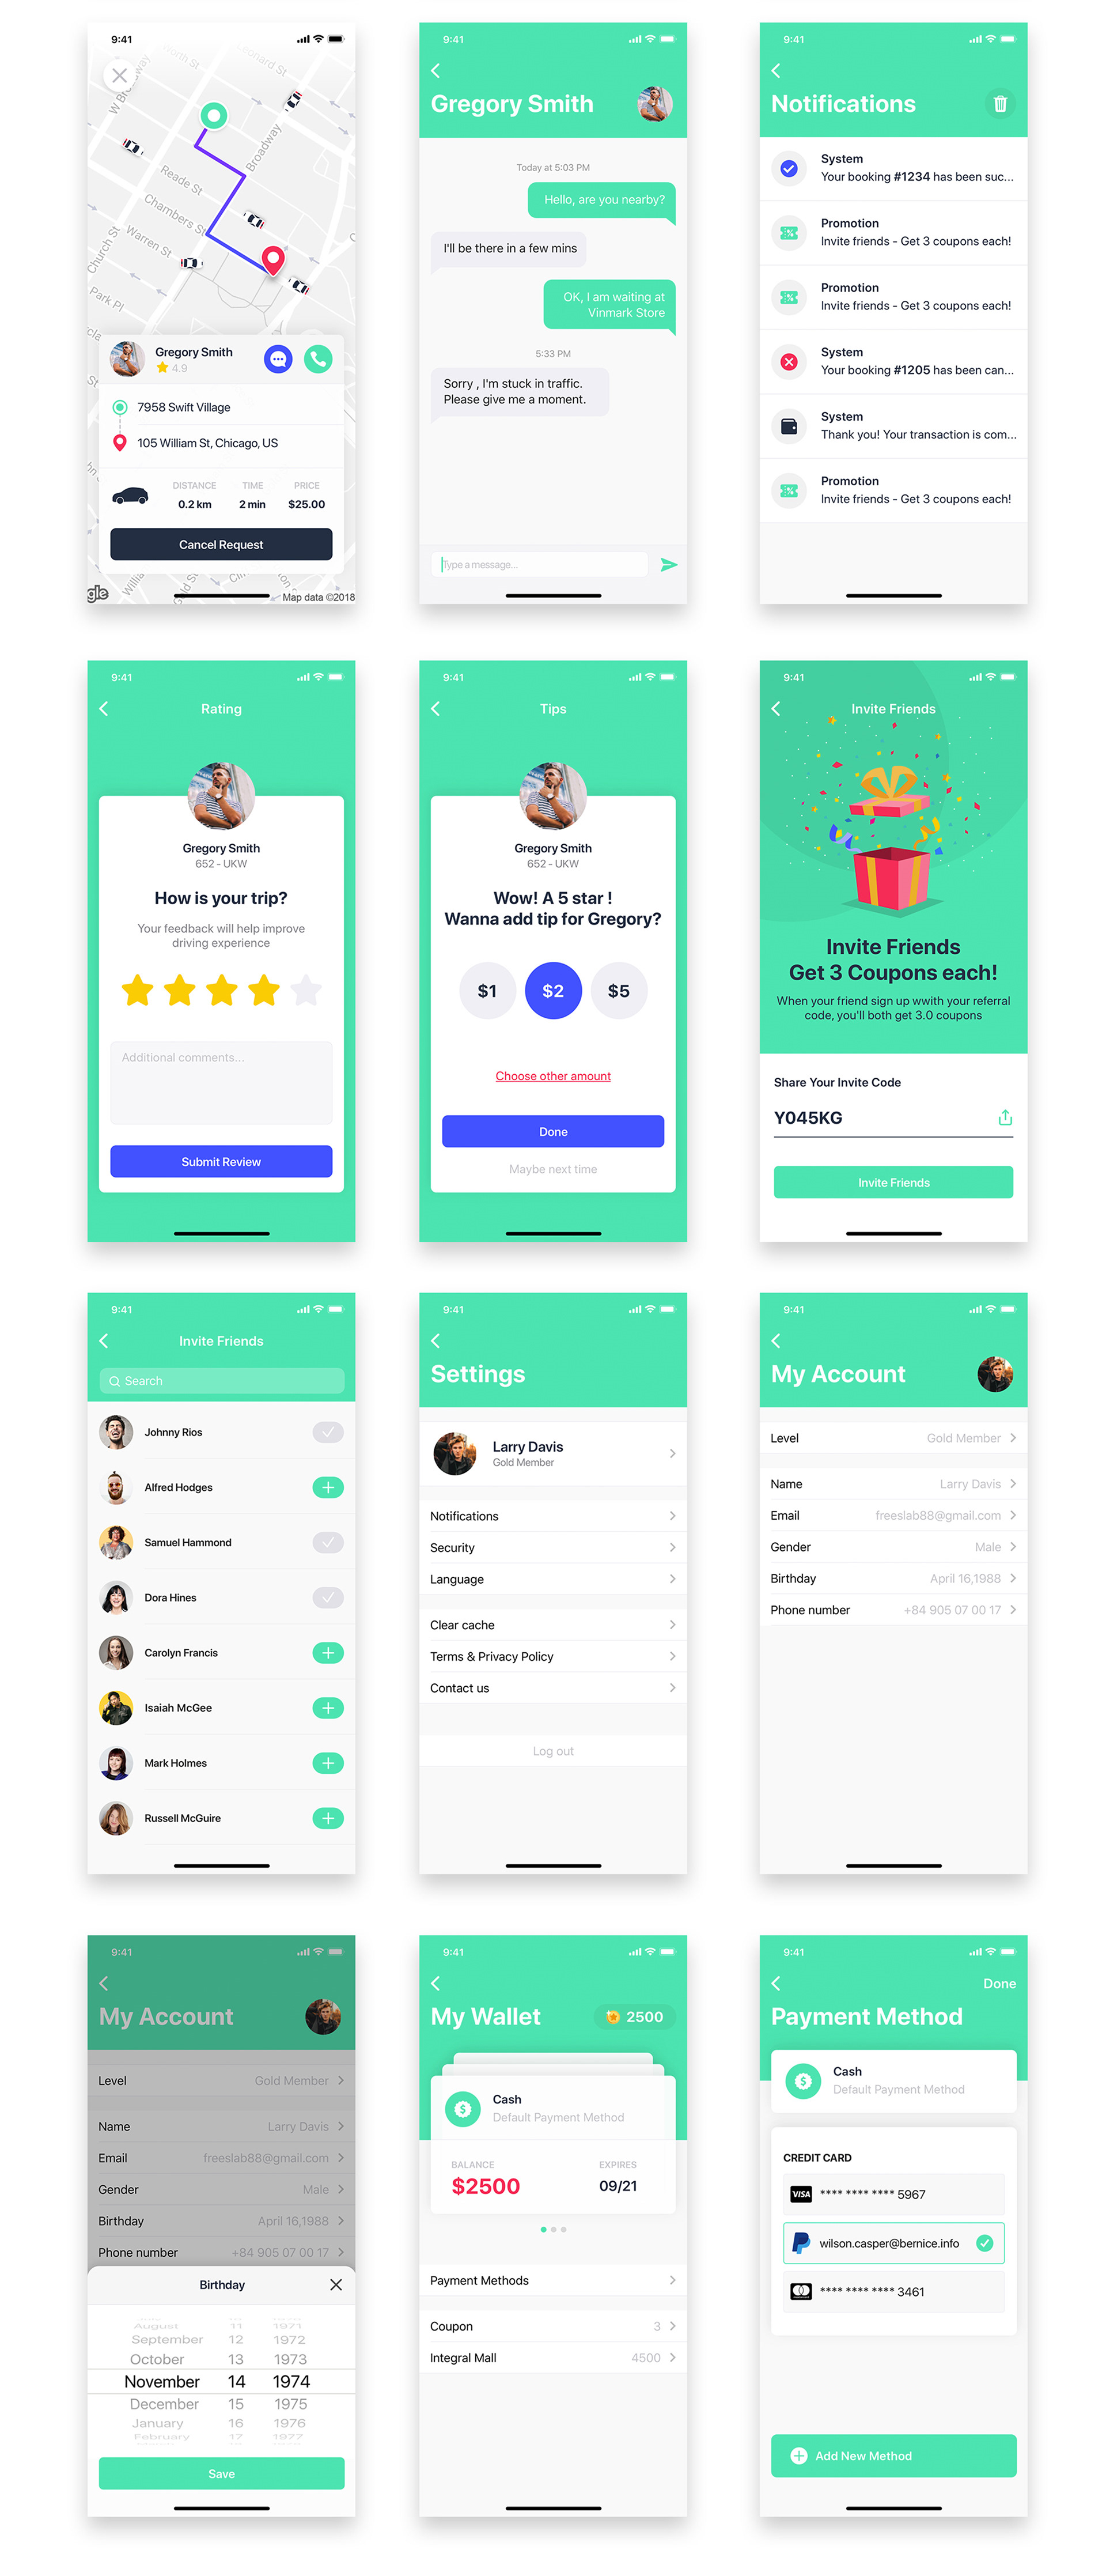 9:41
W Broadway
Leonard St
Broadway
Reade St
Chambers St
Warren St
Church St
Park Pl
Gregory Smith
4.9
7958 Swift Village
105 William St, Chicago, US
DISTANCE TIME PRICE
0.2 km 2 min $25.00
Cancel Request
Map data ©2018
9:41
Gregory Smith
Today at 5:03 PM
Hello, are you nearby?
I'll be there in a few mins
OK, I am waiting at
Vinmark Store
5:33 PM
Sorry , I'm stuck in traffic.
Please give me a moment.
Type a message...
9:41
Notifications
System
Your booking #1234 has been suc...
Promotion
Invite friends - Get 3 coupons each!
Promotion
Invite friends - Get 3 coupons each!
System
Your booking #1205 has been can...
System
Thank you! Your transaction is com...
Promotion
Invite friends - Get 3 coupons each!
9:41
Rating
Gregory Smith
652 - UKW
How is your trip?
Your feedback will help improve
driving experience
Additional comments...
Submit Review
9:41
Tips
Gregory Smith
652 - UKW
Wow! A 5 star !
Wanna add tip for Gregory?
$1 $2 $5
Choose other amount
Done
Maybe next time
9:41
Invite Friends
Invite Friends
Get 3 Coupons each!
When your friend sign up wwith your referral
code, you'll both get 3.0 coupons
Share Your Invite Code
Y045KG
Invite Friends
9:41
Invite Friends
Search
Johnny Rios
Alfred Hodges
Samuel Hammond
Dora Hines
Carolyn Francis
Isaiah McGee
Mark Holmes
Russell McGuire
9:41
Settings
Larry Davis
Gold Member
Notifications
Security
Language
Clear cache
Terms & Privacy Policy
Contact us
Log out
9:41
My Account
Level Gold Member
Name Larry Davis
Email freeslab88@gmail.com
Gender Male
Birthday April 16,1988
Phone number +84 905 07 00 17
9:41
My Account
Level Gold Member
Name Larry Davis
Email freeslab88@gmail.com
Gender Male
Birthday April 16,1988
Phone number +84 905 07 00 17
Birthday
August 11 1971
September 12 1972
October 13 1973
November 14 1974
December 15 1975
January 16 1976
February 17 1977
Save
9:41
My Wallet 2500
Cash
Default Payment Method
BALANCE EXPIRES
$2500 09/21
Payment Methods
Coupon 3
Integral Mall 4500
9:41
Done
Payment Method
Cash
Default Payment Method
CREDIT CARD
VISA **** **** **** 5967
wilson.casper@bernice.info
**** **** **** 3461
Add New Method